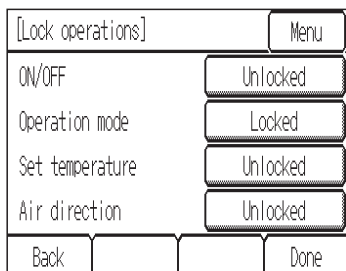 [Lock operations] Menu
ON/OFF Unlocked
Operation mode Locked
Set temperature Unlocked
Air direction Unlocked
Back Done